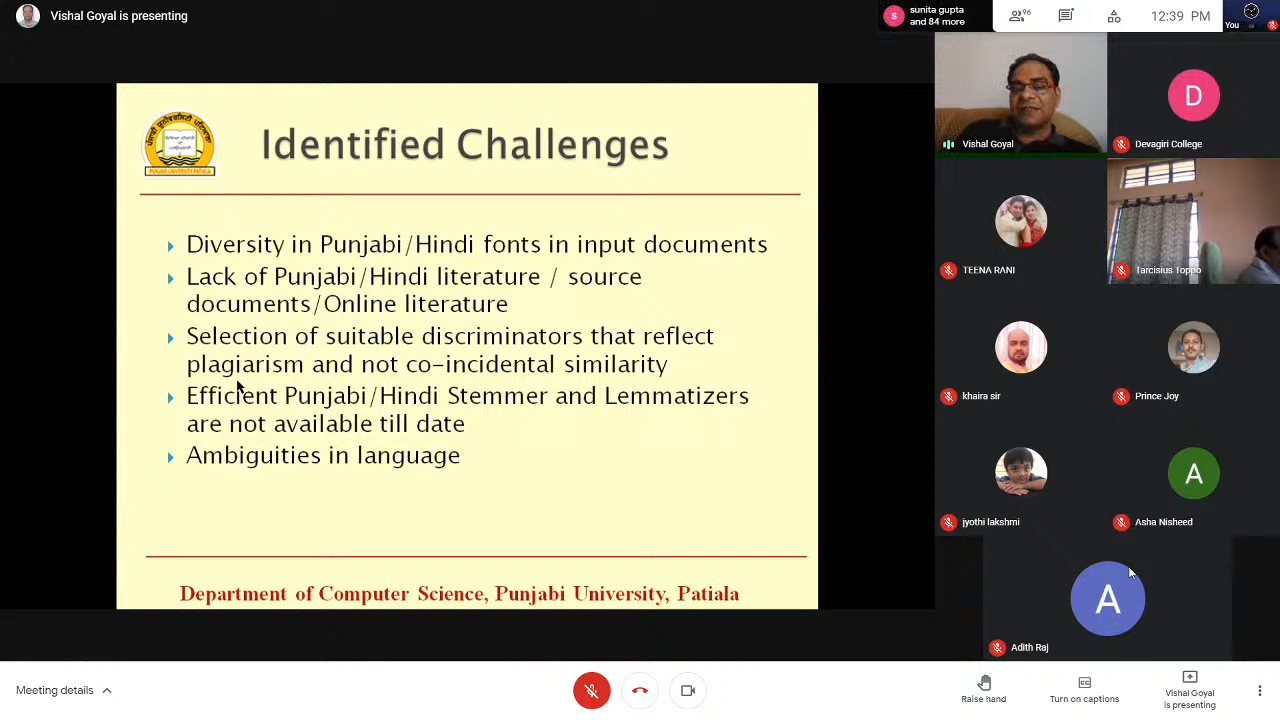 Vishal Goyal is presenting
sunita gupta
and 84 more
96
12:39 PM
You
Identified Challenges
PUNJABI UNIVERSITY PATIALA
Diversity in Punjabi/Hindi fonts in input documents
Lack of Punjabi/Hindi literature / source
documents/Online literature
Selection of suitable discriminators that reflect
plagiarism and not co-incidental similarity
Efficient Punjabi/Hindi Stemmer and Lemmatizers
are not available till date
Ambiguities in language
Department of Computer Science, Punjabi University, Patiala
Vishal Goyal
D
Devagiri College
TEENA RANI
Tarcisius Toppo
khaira sir
Prince Joy
jyothi lakshmi
A
Asha Nisheed
A
Adith Raj
Meeting details
Raise hand
Turn on captions
Vishal Goyal
is presenting